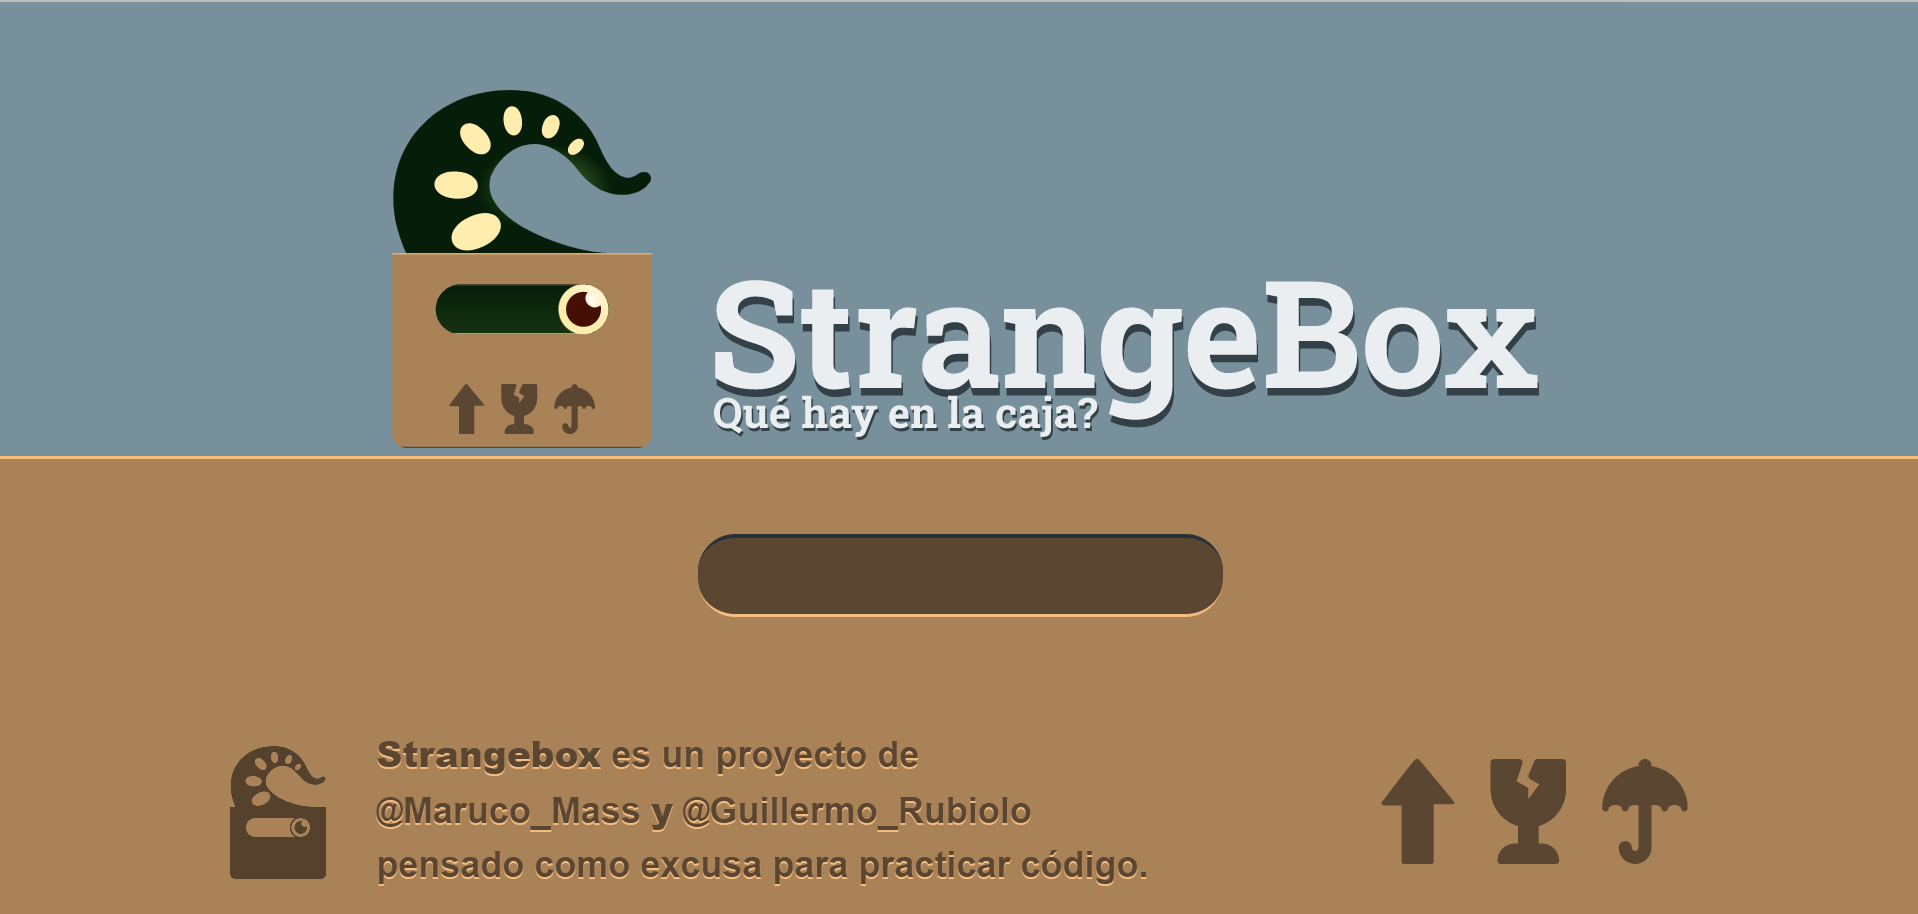 StrangeBox
Qué hay en la caja?
Strangebox es un proyecto de
@Maruco_Mass y @Guillermo_Rubiolo
pensado como excusa para practicar código.